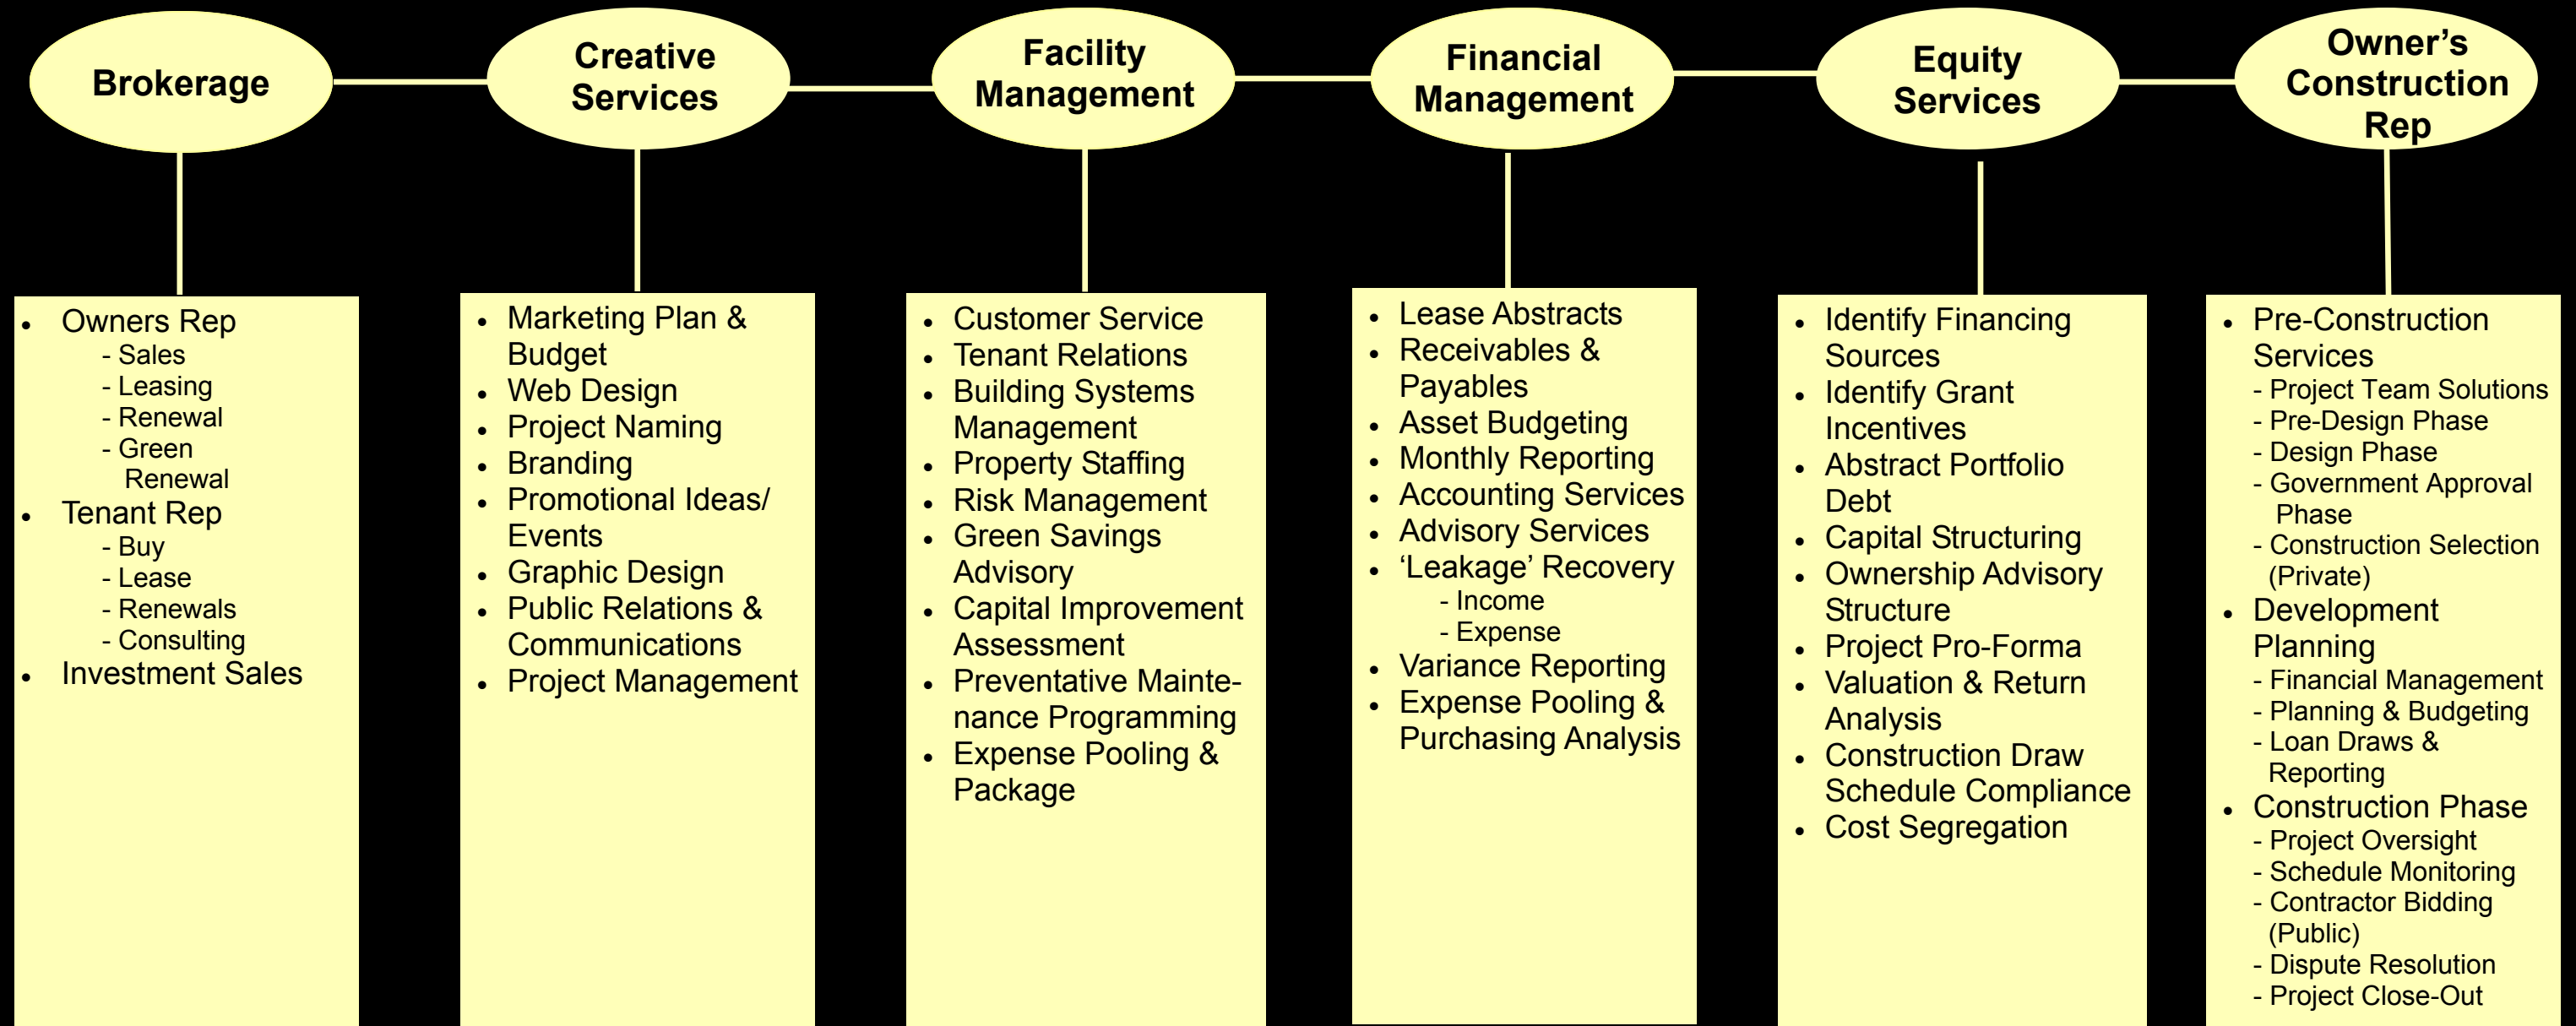 Brokerage
Creative
Services
Facility
Management
Financial
Management
Equity
Services
Owner’s
Construction
Rep
• Owners Rep
- Sales
- Leasing
- Renewal
- Green
Renewal
• Tenant Rep
- Buy
- Lease
- Renewals
- Consulting
• Investment Sales
• Marketing Plan &
Budget
• Web Design
• Project Naming
• Branding
• Promotional Ideas/
Events
• Graphic Design
• Public Relations &
Communications
• Project Management
• Customer Service
• Tenant Relations
• Building Systems
Management
• Property Staffing
• Risk Management
• Green Savings
Advisory
• Capital Improvement
Assessment
• Preventative Mainte-
nance Programming
• Expense Pooling &
Package
• Lease Abstracts
• Receivables &
Payables
• Asset Budgeting
• Monthly Reporting
• Accounting Services
• Advisory Services
• ‘Leakage’ Recovery
- Income
- Expense
• Variance Reporting
• Expense Pooling &
Purchasing Analysis
• Identify Financing
Sources
• Identify Grant
Incentives
• Abstract Portfolio
Debt
• Capital Structuring
• Ownership Advisory
Structure
• Project Pro-Forma
• Valuation & Return
Analysis
• Construction Draw
Schedule Compliance
• Cost Segregation
• Pre-Construction
Services
- Project Team Solutions
- Pre-Design Phase
- Design Phase
- Government Approval
Phase
- Construction Selection
(Private)
• Development
Planning
- Financial Management
- Planning & Budgeting
- Loan Draws &
Reporting
• Construction Phase
- Project Oversight
- Schedule Monitoring
- Contractor Bidding
(Public)
- Dispute Resolution
- Project Close-Out